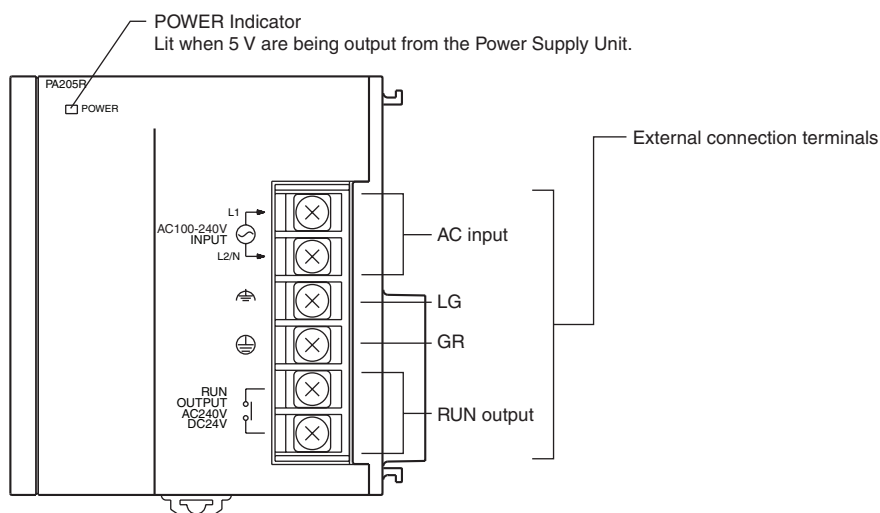 POWER Indicator
Lit when 5 V are being output from the Power Supply Unit.
PA205R
POWER
External connection terminals
L1
AC100-240V
INPUT
L2/N
AC input
LG
GR
RUN
OUTPUT
AC240V
DC24V
RUN output